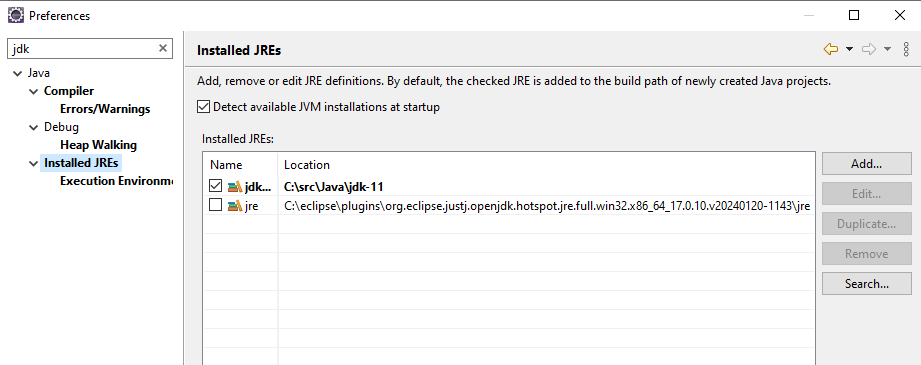 Preferences
jdk
Java
Compiler
Errors/Warnings
Debug
Heap Walking
Installed JREs
Execution Environme
Installed JREs
Add, remove or edit JRE definitions. By default, the checked JRE is added to the build path of newly created Java projects.
Detect available JVM installations at startup
Installed JREs:
Name Location
jdk... C:\src\Java\jdk-11
jre C:\eclipse\plugins\org.eclipse.justj.openjdk.hotspot.jre.full.win32.x86_64_17.0.10.v20240120-1143\jre
Add...
Edit...
Duplicate...
Remove
Search...